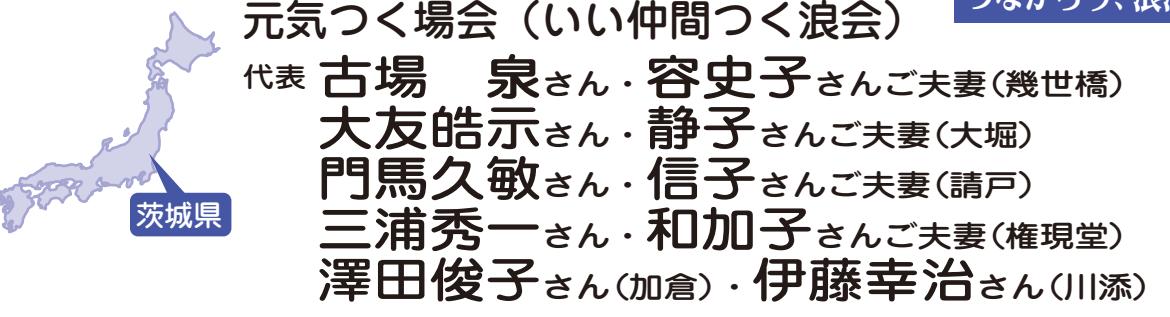 元気つく場会（いい仲間つく浪会）
代表 古場　泉さん・容史子さんご夫妻（幾世橋）
大友皓示さん・静子さんご夫妻（大堀）
門馬久敏さん・信子さんご夫妻（請戸）
三浦秀一さん・和加子さんご夫妻（権現堂）
澤田俊子さん（加倉）・伊藤幸治さん（川添）
茨城県